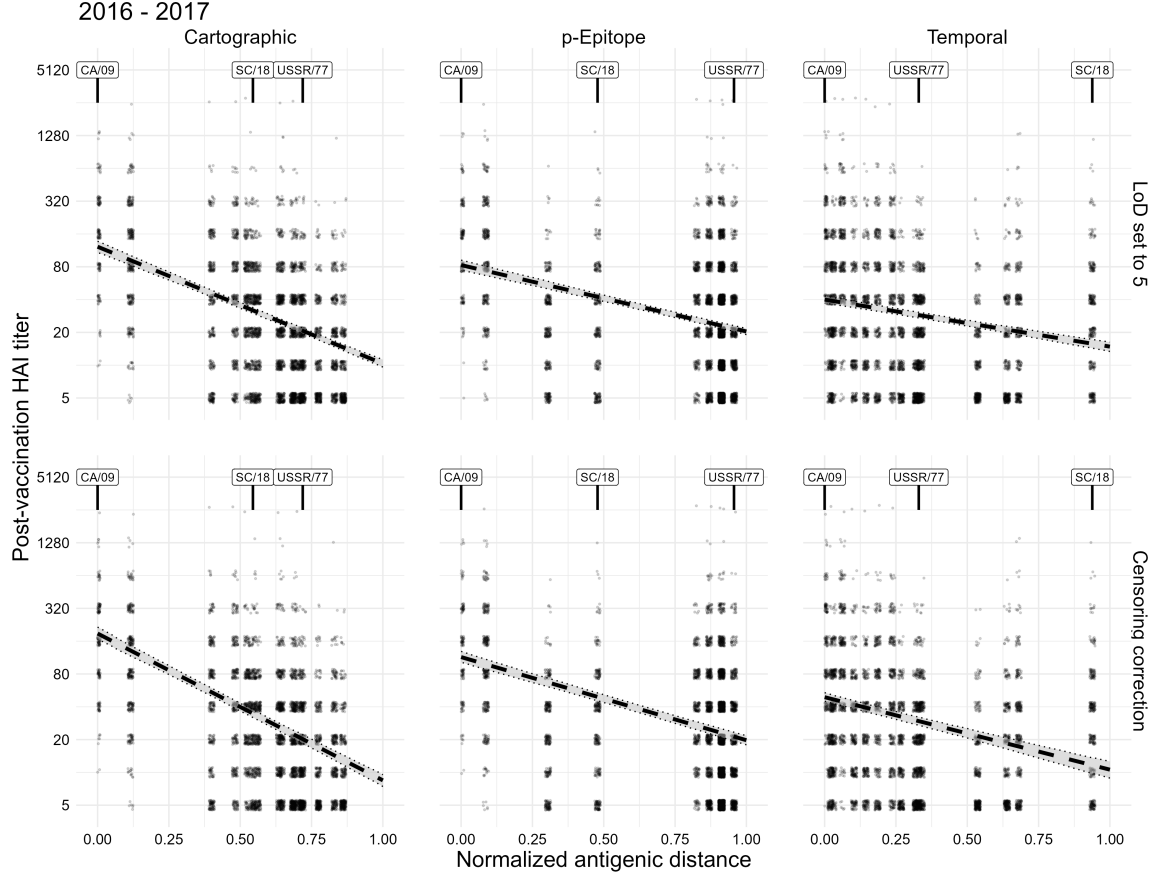 2016 - 2017
Cartographic p-Epitope Temporal
5120 CA/09 SC/18 USSR/77 CA/09 SC/18 USSR/77 CA/09 USSR/77 SC/18
1280
320
80
20
5
LoD set to 5
Post-vaccination HAI titer
5120 CA/09 SC/18 USSR/77 CA/09 SC/18 USSR/77 CA/09 USSR/77 SC/18
1280
320
80
20
5
Censoring correction
0.00 0.25 0.50 0.75 1.00 0.00 0.25 0.50 0.75 1.00 0.00 0.25 0.50 0.75 1.00
Normalized antigenic distance